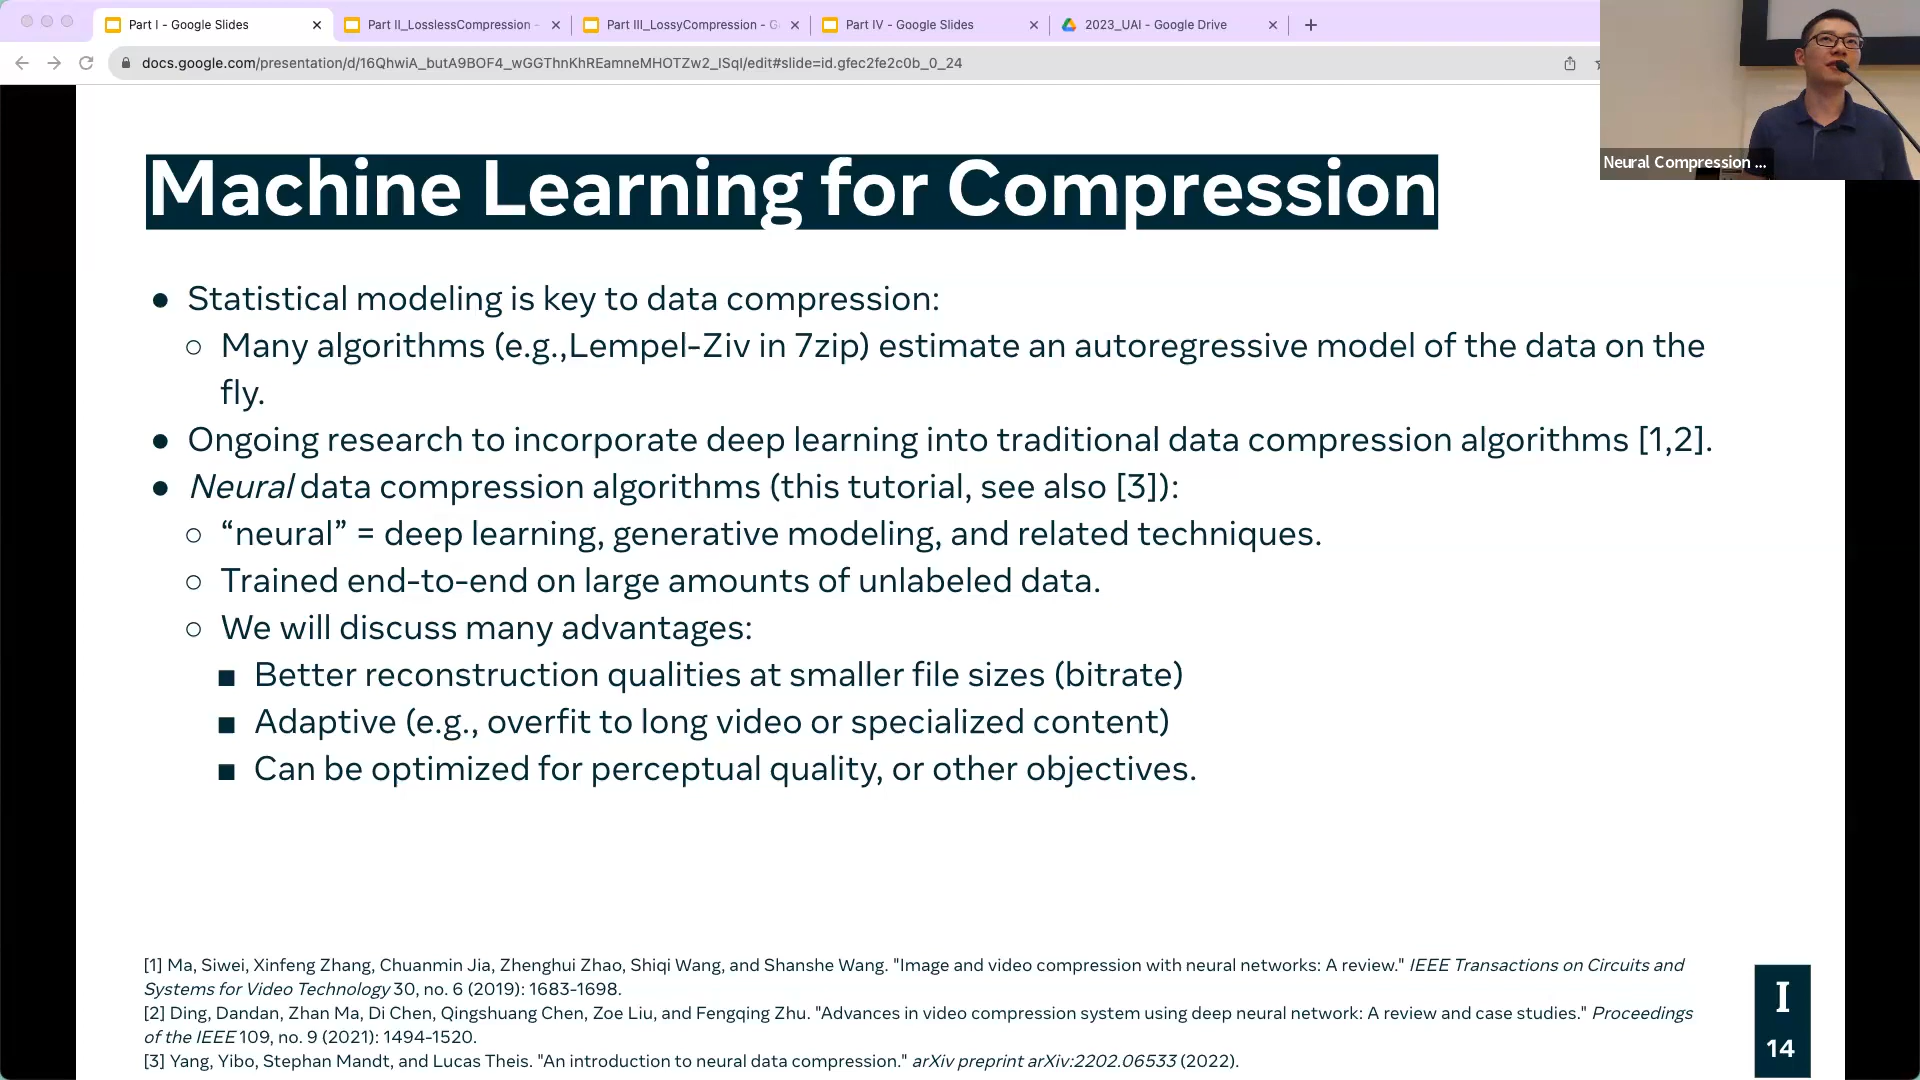 Part I - Google Slides
Part II_LosslessCompression -
Part III_LossyCompression - G
Part IV - Google Slides
2023_UAI - Google Drive
docs.google.com/presentation/d/16QhwiA_butA9BOF4_wGGThnKhREamneMHOTZw2_ISqI/edit#slide=id.gfec2fe2c0b_0_24
Neural Compression ...
Machine Learning for Compression
● Statistical modeling is key to data compression:
○ Many algorithms (e.g.,Lempel-Ziv in 7zip) estimate an autoregressive model of the data on the
fly.
● Ongoing research to incorporate deep learning into traditional data compression algorithms [1,2].
● Neural data compression algorithms (this tutorial, see also [3]):
○ “neural” = deep learning, generative modeling, and related techniques.
○ Trained end-to-end on large amounts of unlabeled data.
○ We will discuss many advantages:
■ Better reconstruction qualities at smaller file sizes (bitrate)
■ Adaptive (e.g., overfit to long video or specialized content)
■ Can be optimized for perceptual quality, or other objectives.
[1] Ma, Siwei, Xinfeng Zhang, Chuanmin Jia, Zhenghui Zhao, Shiqi Wang, and Shanshe Wang. "Image and video compression with neural networks: A review." IEEE Transactions on Circuits and
Systems for Video Technology 30, no. 6 (2019): 1683-1698.
[2] Ding, Dandan, Zhan Ma, Di Chen, Qingshuang Chen, Zoe Liu, and Fengqing Zhu. "Advances in video compression system using deep neural network: A review and case studies." Proceedings
of the IEEE 109, no. 9 (2021): 1494-1520.
[3] Yang, Yibo, Stephan Mandt, and Lucas Theis. "An introduction to neural data compression." arXiv preprint arXiv:2202.06533 (2022).
I
14